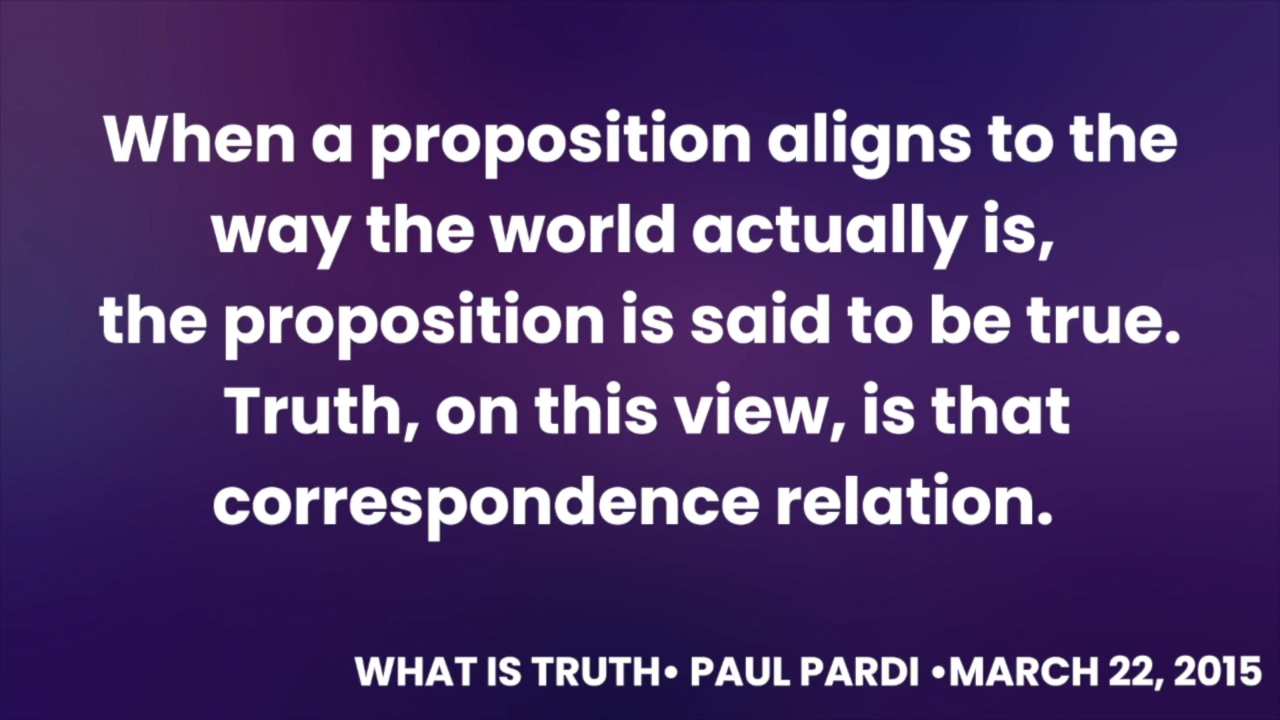 When a proposition aligns to the
way the world actually is,
the proposition is said to be true.
Truth, on this view, is that
correspondence relation.
WHAT IS TRUTH• PAUL PARDI •MARCH 22, 2015